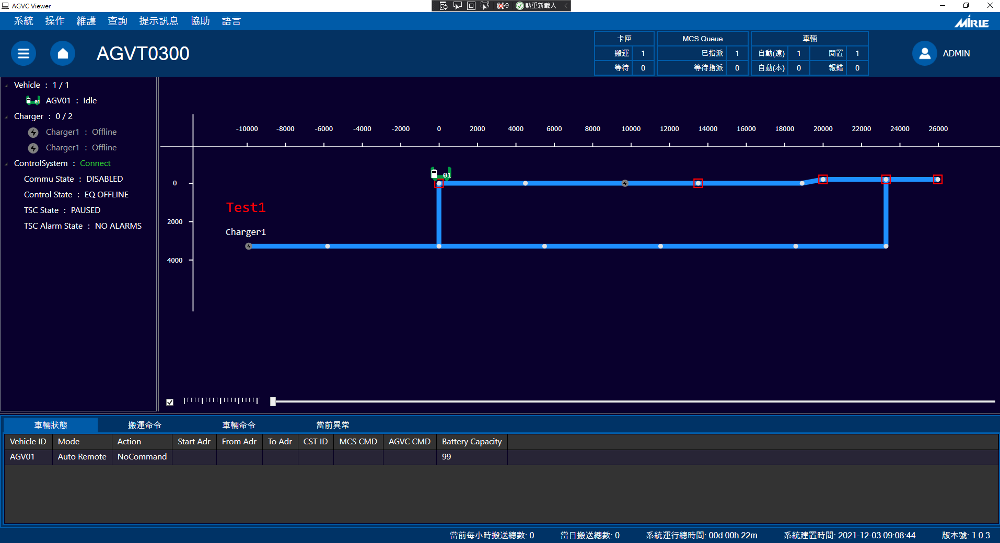 AGVC Viewer
9 熱重新載入
系統 操作 維護 查詢 提示訊息 協助 語言
MIRLE
AGVT0300
卡匣 MCS Queue 車輛
搬運 1 已指派 1 自動(遠) 1 閒置 1
等待 0 等待指派 0 自動(本) 0 報錯 0
ADMIN
Vehicle : 1 / 1
01 AGV01 : Idle
Charger : 0 / 2
Charger1 : Offline
Charger1 : Offline
ControlSystem : Connect
Commu State : DISABLED
Control State : EQ OFFLINE
TSC State : PAUSED
TSC Alarm State : NO ALARMS
-10000 -8000 -6000 -4000 -2000 0 2000 4000 6000 8000 10000 12000 14000 16000 18000 20000 22000 24000 26000
01
0
Test1
2000
Charger1
4000
車輛狀態 搬運命令 車輛命令 當前異常
Vehicle ID Mode Action Start Adr From Adr To Adr CST ID MCS CMD AGVC CMD Battery Capacity
AGV01 Auto Remote NoCommand 99
當前每小時搬送總數: 0 當日搬送總數: 0 系統運行總時間: 00d 00h 22m 系統建置時間: 2021-12-03 09:08:44 版本號: 1.0.3